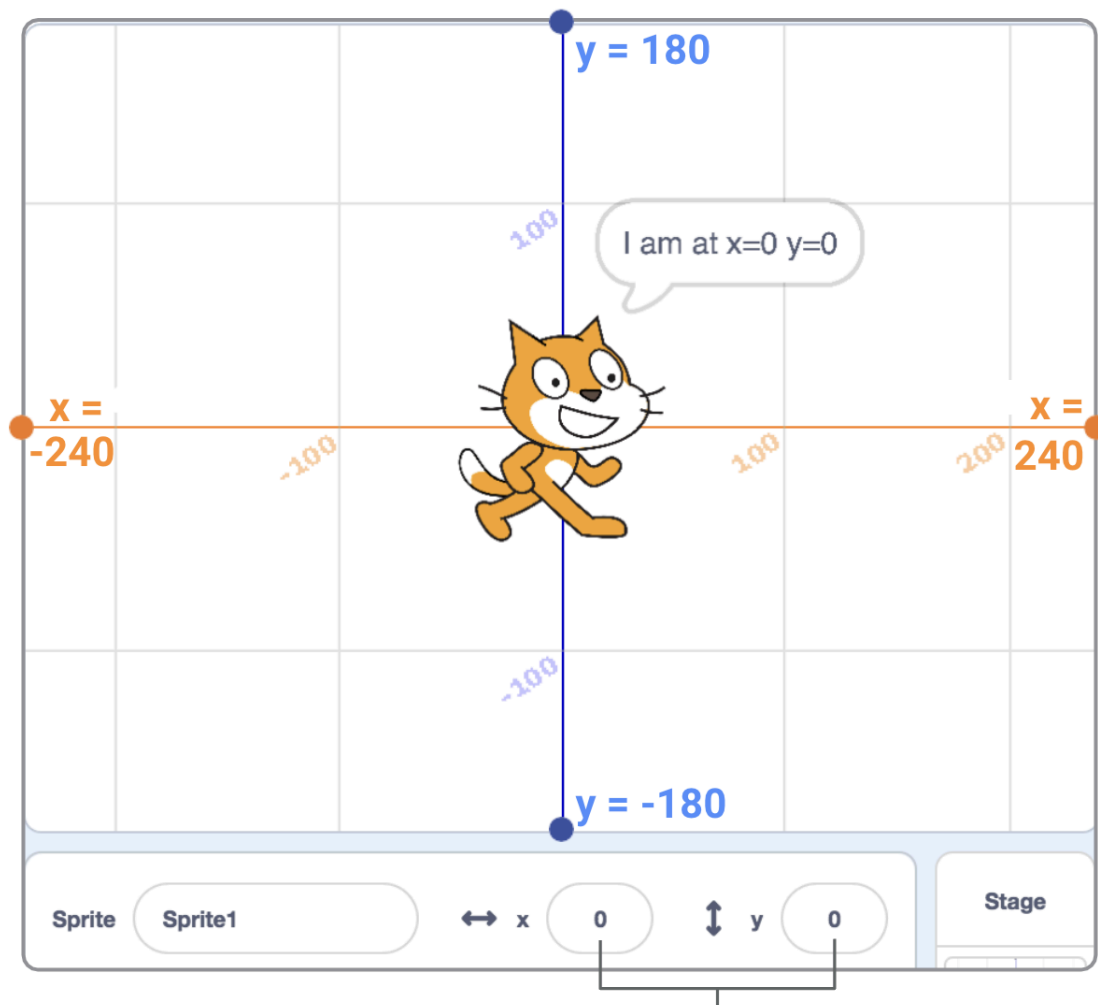 y = 180
100
I am at x=0 y=0
x =
-240
-100
100
200
x =
240
-100
y = -180
Sprite Sprite1 x 0 y 0
Stage